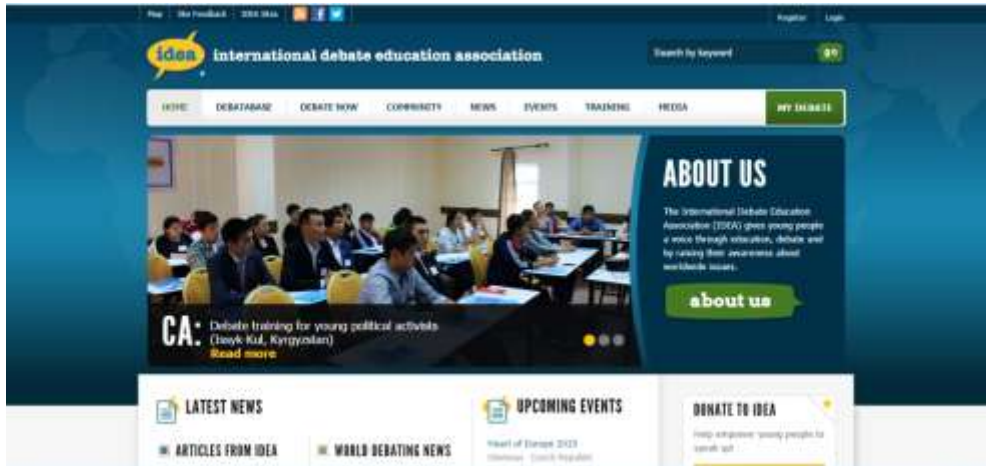 Map Site Feedback IDEA Sites
Register Login
idea international debate education association
Search by keyword GO
HOME DEBATABASE DEBATE NOW COMMUNITY NEWS EVENTS TRAINING MEDIA MY DEBATE
ABOUT US
The International Debate Education
Association (IDEA) gives young people
a voice through education, debate and
by raising their awareness about
worldwide issues.
about us
CA: Debate training for young political activists
(Issyk Kul, Kyrgyzstan)
Read more
LATEST NEWS
ARTICLES FROM IDEA
WORLD DEBATING NEWS
UPCOMING EVENTS
Heart of Europe 2015
Olomouc Czech Republic
DONATE TO IDEA
Help empower young people to
speak up!